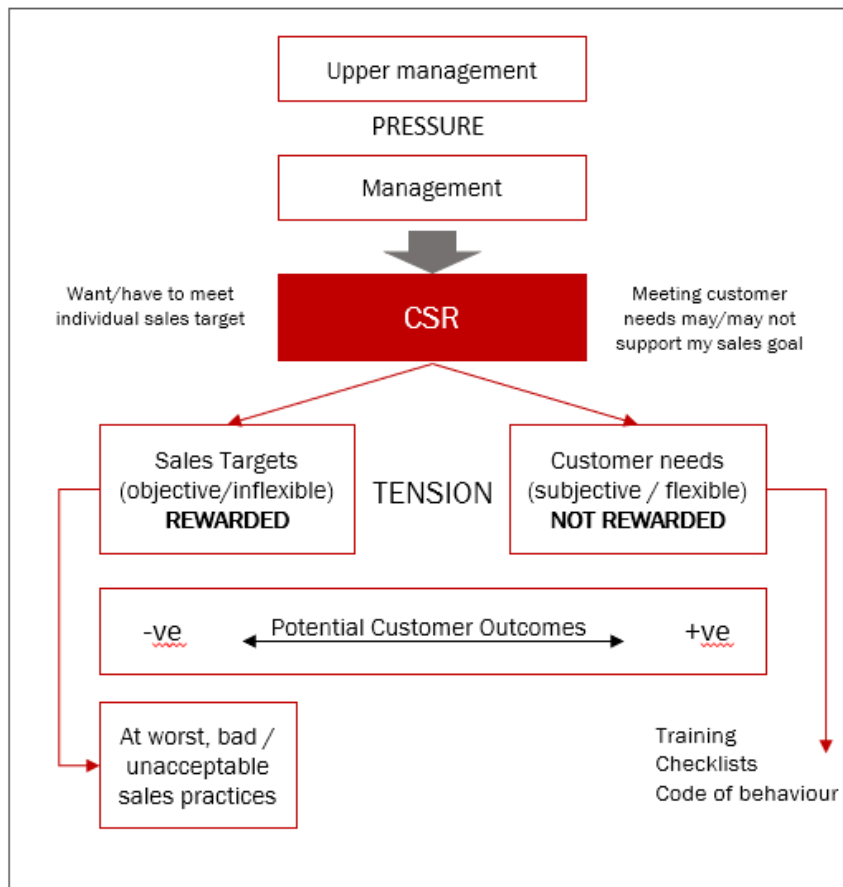 Upper management
PRESSURE
Management
Want/have to meet
individual sales target
CSR
Meeting customer
needs may/may not
support my sales goal
Sales Targets
(objective/inflexible)
REWARDED
TENSION
Customer needs
(subjective / flexible)
NOT REWARDED
-ve
Potential Customer Outcomes
+ve
At worst, bad /
unacceptable
sales practices
Training
Checklists
Code of behaviour